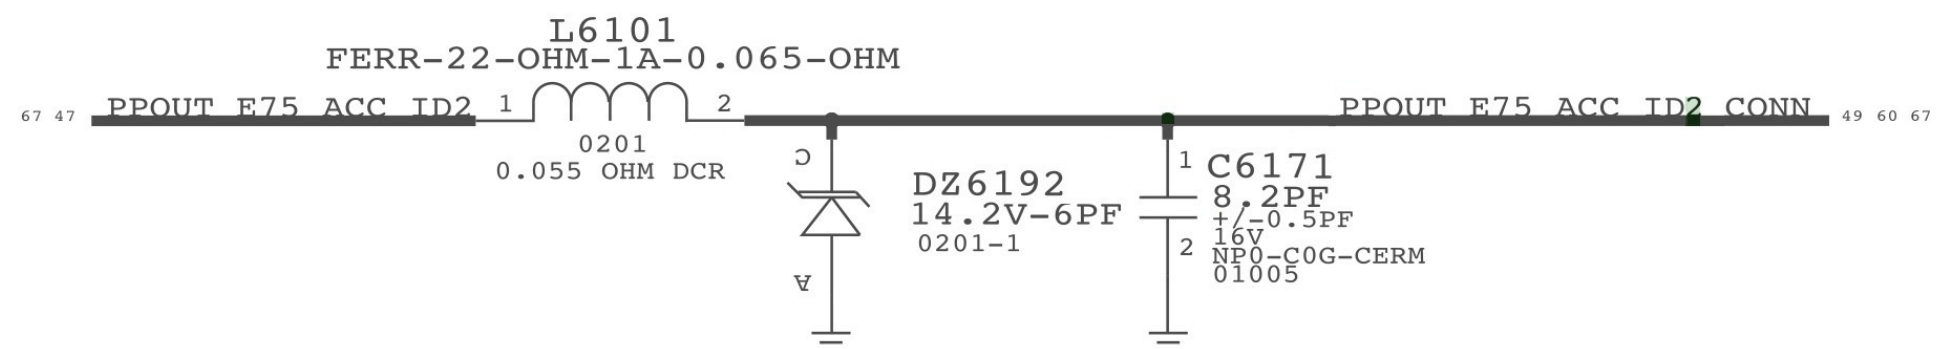 L6101
FERR-22-OHM-1A-0.065-OHM
67 47
PPOUT E75 ACC ID2
1
2
PPOUT E75 ACC ID2 CONN
49 60 67
0201
0.055 OHM DCR
C
DZ6192
14.2V-6PF
0201-1
A
1
C6171
8.2PF
+/-0.5PF
16V
2
NP0-C0G-CERM
01005